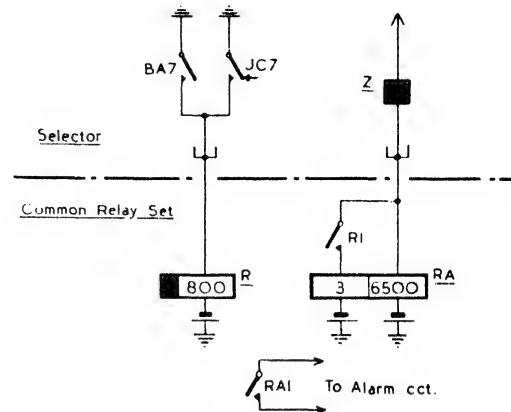 BA7
JC7
Z
Selector
Common Relay Set
R1
R
RA
800
3
6500
RA1
To Alarm cct.